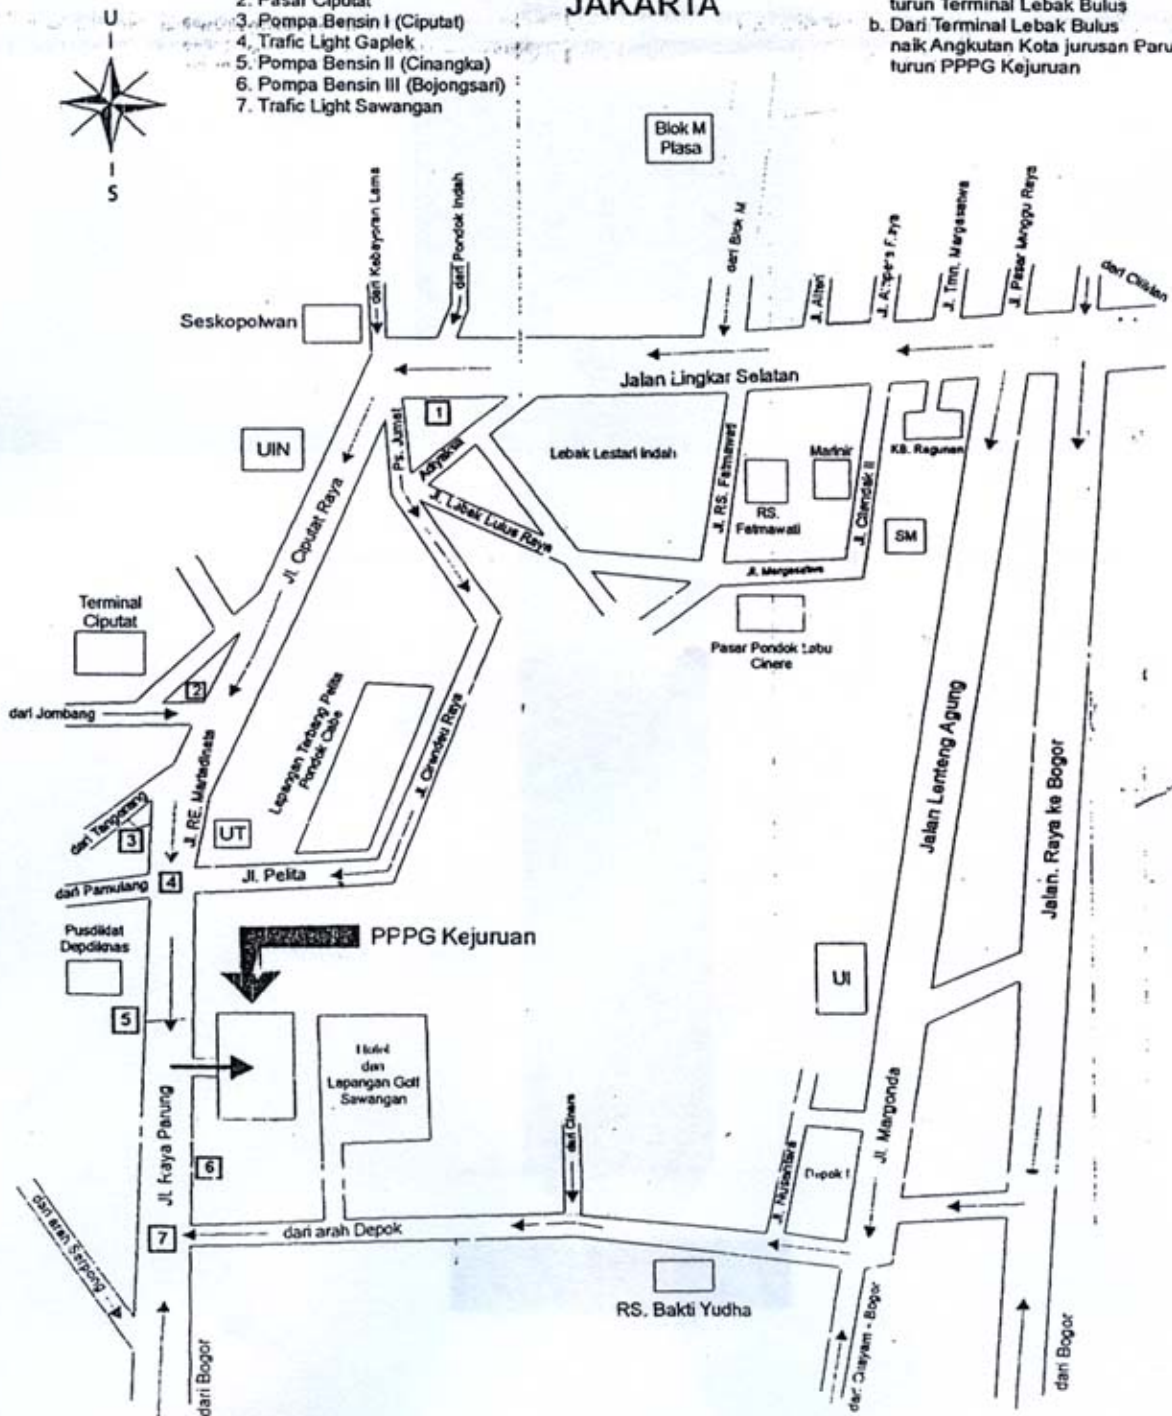 U
S
2. Pasar Ciputat
3. Pompa Bensin I (Ciputat)
4. Trafic Light Gaplek
5. Pompa Bensin II (Cinangka)
6. Pompa Bensin III (Bojongsari)
7. Trafic Light Sawangan
JAKARTA
turun Terminal Lebak Bulus
b. Dari Terminal Lebak Bulus
naik Angkutan Kota jurusan Paru
turun PPPG Kejuruan
Blok M
Plasa
dari Kebayoran Lama
dari Pondok Indah
dari Blok M
Jl. Tmn. Margasatwa
Jl. Pasar Minggu Raya
Seskopolwan
Jalan Lingkar Selatan
1
UIN
Ps. Jumat
Adiyaksa
Lebak Lestari Indah
Jl. RS. Fatmawati
RS.
Fatmawati
Marinir
Jl. Cilandak II
KB. Ragunan
SM
Jl. Lebak Lulus Raya
Jl. Margasatwa
Jl. Ciputat Raya
Terminal
Ciputat
Pasar Pondok Labu
Cinere
2
dari Jombang
Lapangan Terbang Pelita
Pondok Cabe
Jl. Cirendeu Raya
Jalan Lenteng Agung
Jalan. Raya ke Bogor
Jl. RE. Martadinata
dari Tangerang
3
UT
4
Jl. Pelita
dari Pamulang
Pusdiklat
Depdiknas
PPPG Kejuruan
UI
5
Hotel
dan
Lapangan Golf
Sawangan
Jl. Raya Parung
dari Cinere
Jl. Nusantara
Depok I
Jl. Margonda
6
dari arah Serpong
7
dari arah Depok
RS. Bakti Yudha
dari Bogor
dari Bogor